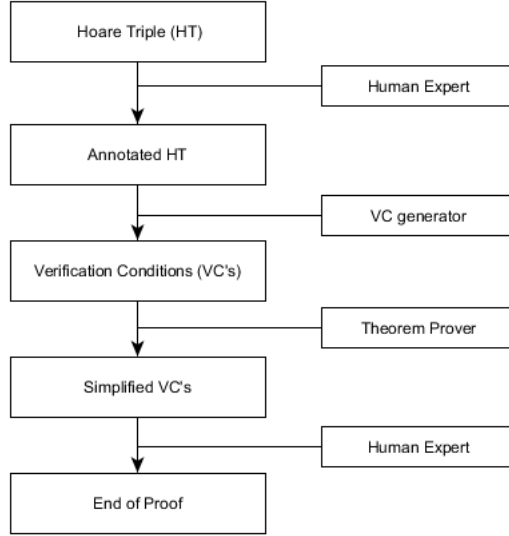 Hoare Triple (HT)
Human Expert
Annotated HT
VC generator
Verification Conditions (VC's)
Theorem Prover
Simplified VC's
Human Expert
End of Proof